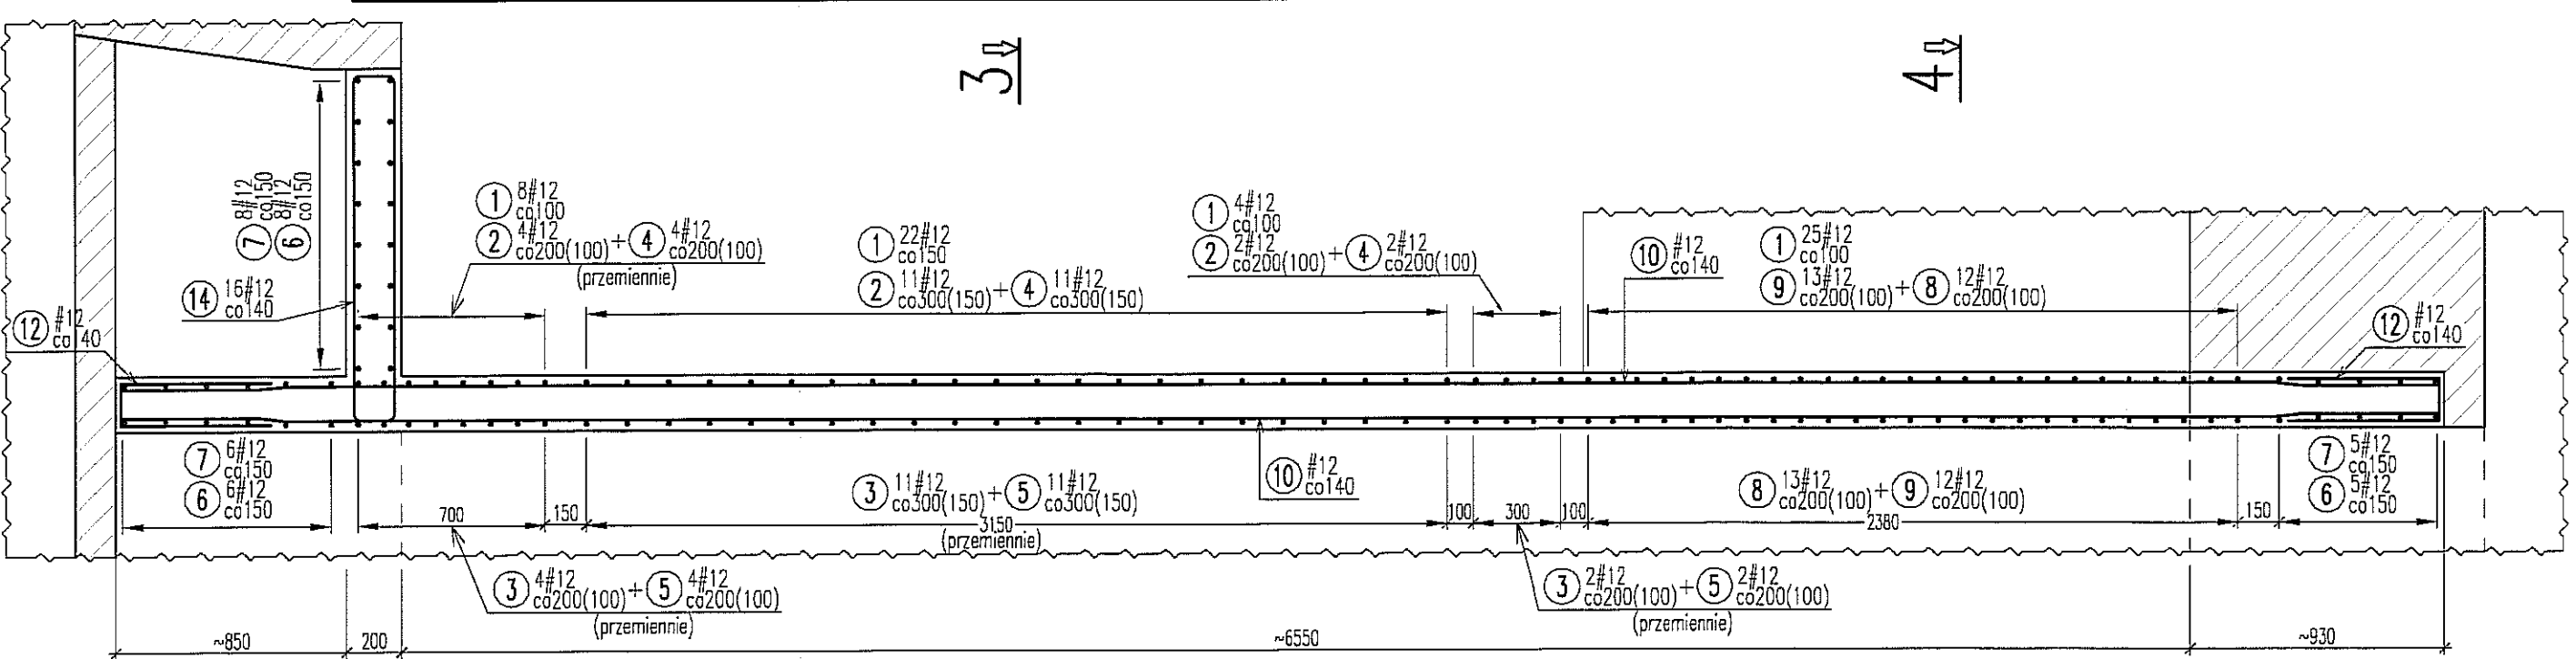 3
4
7 8#12 co150
6 8#12 co150
14 16#12 co140
12 #12 co140
1 8#12 co100
2 4#12 co200(100)+ 4 4#12 co200(100)
(przemiennie)
1 22#12 co150
2 11#12 co300(150)+ 4 11#12 co300(150)
1 4#12 co100
2 2#12 co200(100)+ 4 2#12 co200(100)
10 #12 co140
1 25#12 co100
9 13#12 co200(100)+ 8 12#12 co200(100)
12 #12 co140
7 6#12 co150
6 6#12 co150
3 11#12 co300(150)+ 5 11#12 co300(150)
10 #12 co140
8 13#12 co200(100)+ 9 12#12 co200(100)
7 5#12 co150
6 5#12 co150
700 150 3150 100 300 100 2380 150
(przemiennie)
3 4#12 co200(100)+ 5 4#12 co200(100)
(przemiennie)
3 2#12 co200(100)+ 5 2#12 co200(100)
(przemiennie)
~850 200 ~6550 ~930